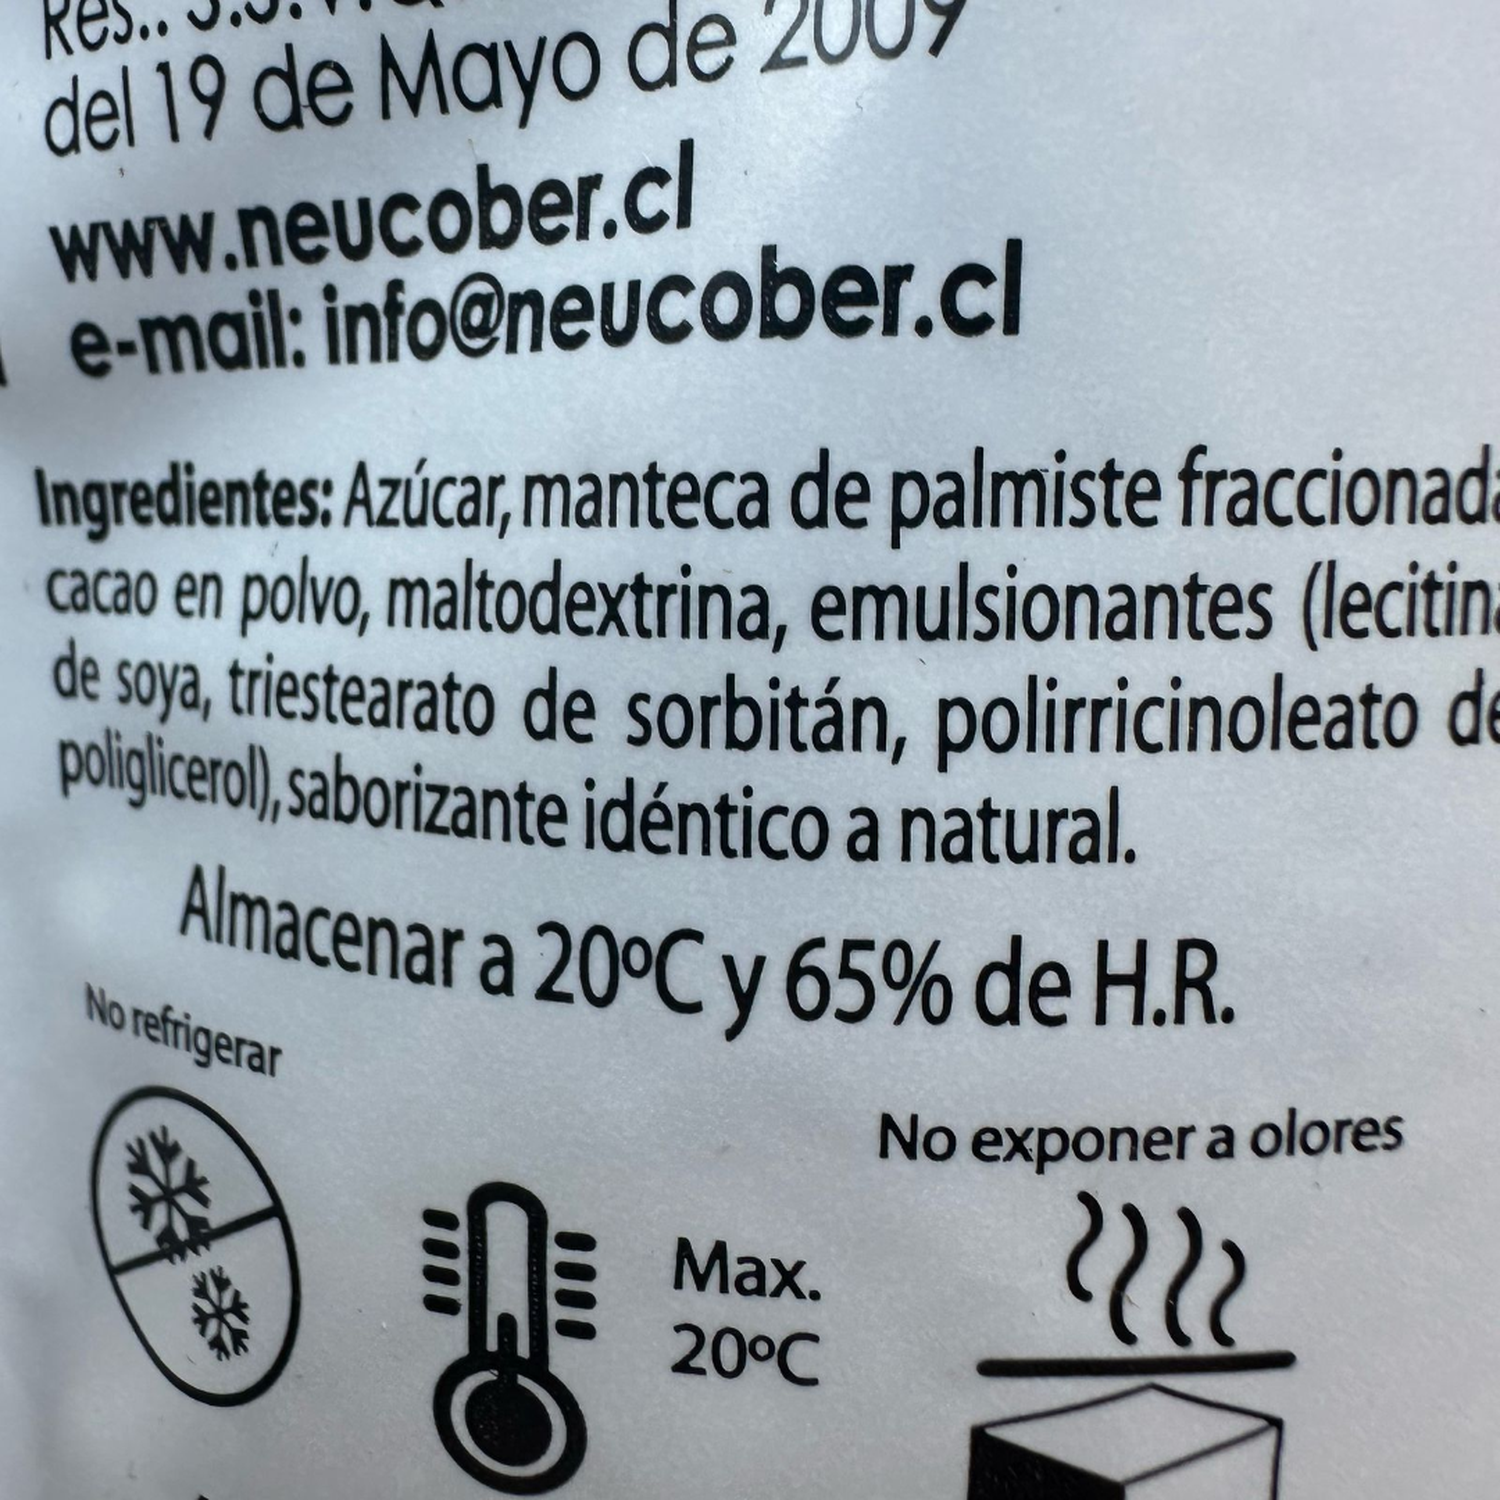 del 19 de Mayo de 2009
www.neucober.cl
e-mail: info@neucober.cl
Ingredientes: Azúcar, manteca de palmiste fraccionada
cacao en polvo, maltodextrina, emulsionantes (lecitina
de soya, triestearato de sorbitán, polirricinoleato de
poliglicerol), saborizante idéntico a natural.
Almacenar a 20ºC y 65% de H.R.
No refrigerar
No exponer a olores
Max.
20ºC